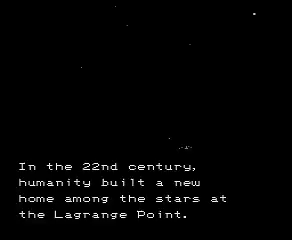 In the 22nd century,
humanity built a new
home among the stars at
the Lagrange Point.